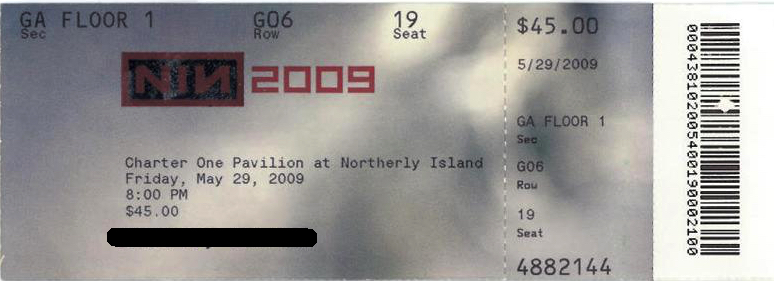 GA FLOOR 1 G06 19
Sec Row Seat
NIN 2009
Charter One Pavilion at Northerly Island
Friday, May 29, 2009
8:00 PM
$45.00
$45.00
5/29/2009
GA FLOOR 1
Sec
G06
Row
19
Seat
4882144
000438102005400190002100